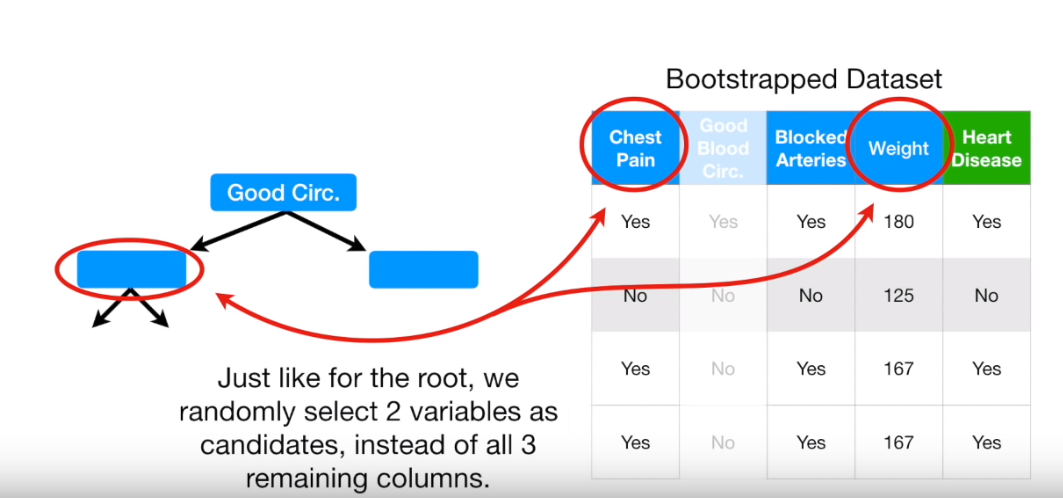 Bootstrapped Dataset
Chest Pain Good Blood Circ. Blocked Arteries Weight Heart Disease
Good Circ.
Yes Yes Yes 180 Yes
No No No 125 No
Yes No Yes 167 Yes
Yes No Yes 167 Yes
Just like for the root, we
randomly select 2 variables as
candidates, instead of all 3
remaining columns.